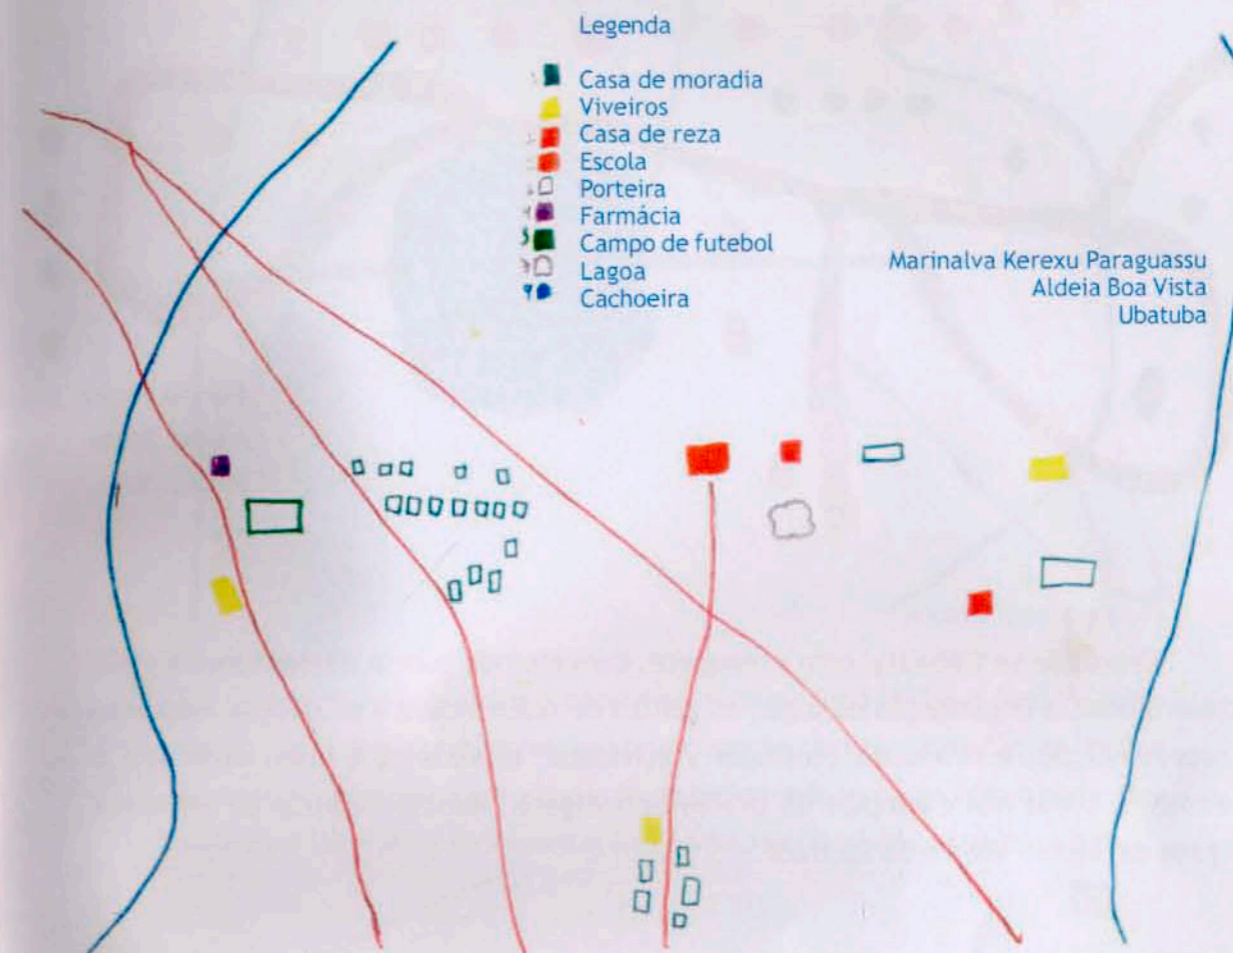 Legenda
Casa de moradia
Viveiros
Casa de reza
Escola
Porteira
Farmácia
Campo de futebol
Lagoa
Cachoeira
Marinalva Kerexu Paraguassu
Aldeia Boa Vista
Ubatuba